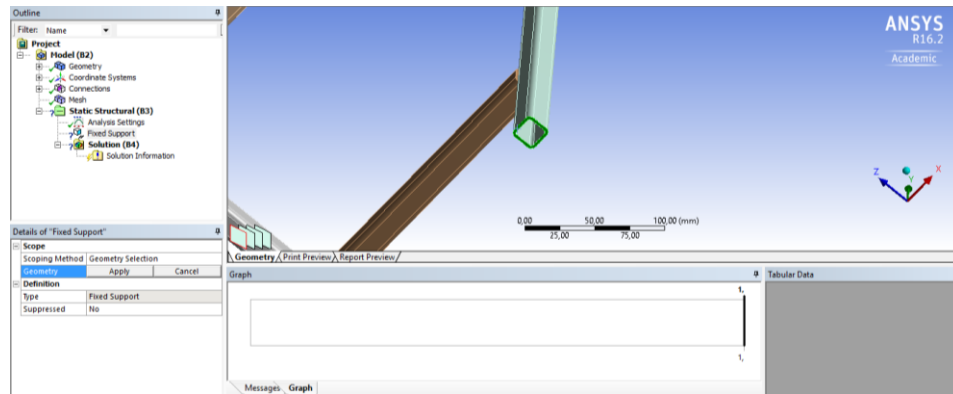 Outline
Filter: Name
Project
Model (B2)
Geometry
Coordinate Systems
Connections
Mesh
Static Structural (B3)
Analysis Settings
Fixed Support
Solution (B4)
Solution Information
Details of "Fixed Support"
Scope
Scoping Method Geometry Selection
Geometry Apply Cancel
Definition
Type Fixed Support
Suppressed No
ANSYS
R16.2
Academic
Z Y X
0,00 50,00 100,00 (mm)
25,00 75,00
Geometry Print Preview Report Preview
Graph
1,
1,
Messages Graph
Tabular Data